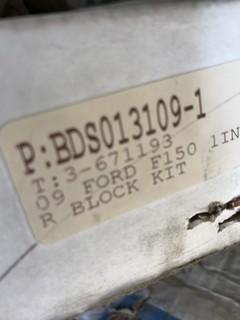 P:BDS013109-1
T:3-671193
09 FORD F150 1IN
R BLOCK KIT